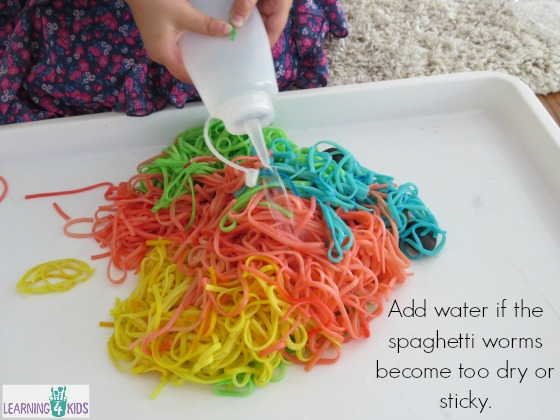 Add water if the
spaghetti worms
become too dry or
sticky.
LEARNING 4 KIDS